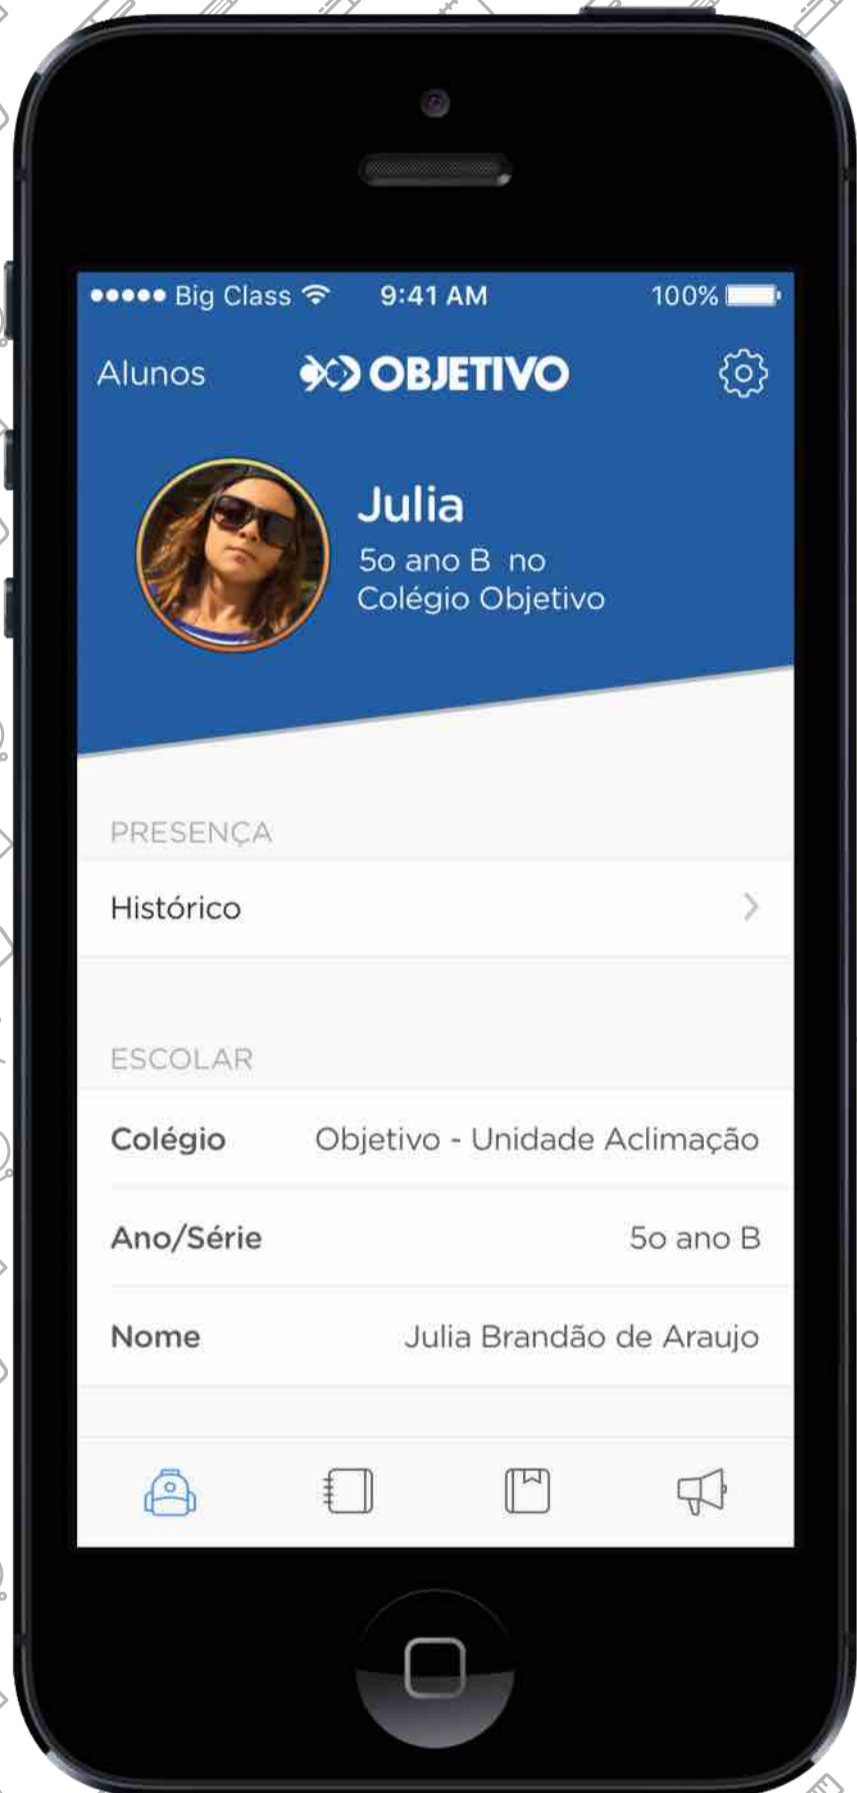 Big Class 9:41 AM 100%
Alunos OBJETIVO
Julia
5o ano B no
Colégio Objetivo
PRESENÇA
Histórico
ESCOLAR
Colégio Objetivo - Unidade Aclimação
Ano/Série 5o ano B
Nome Julia Brandão de Araujo